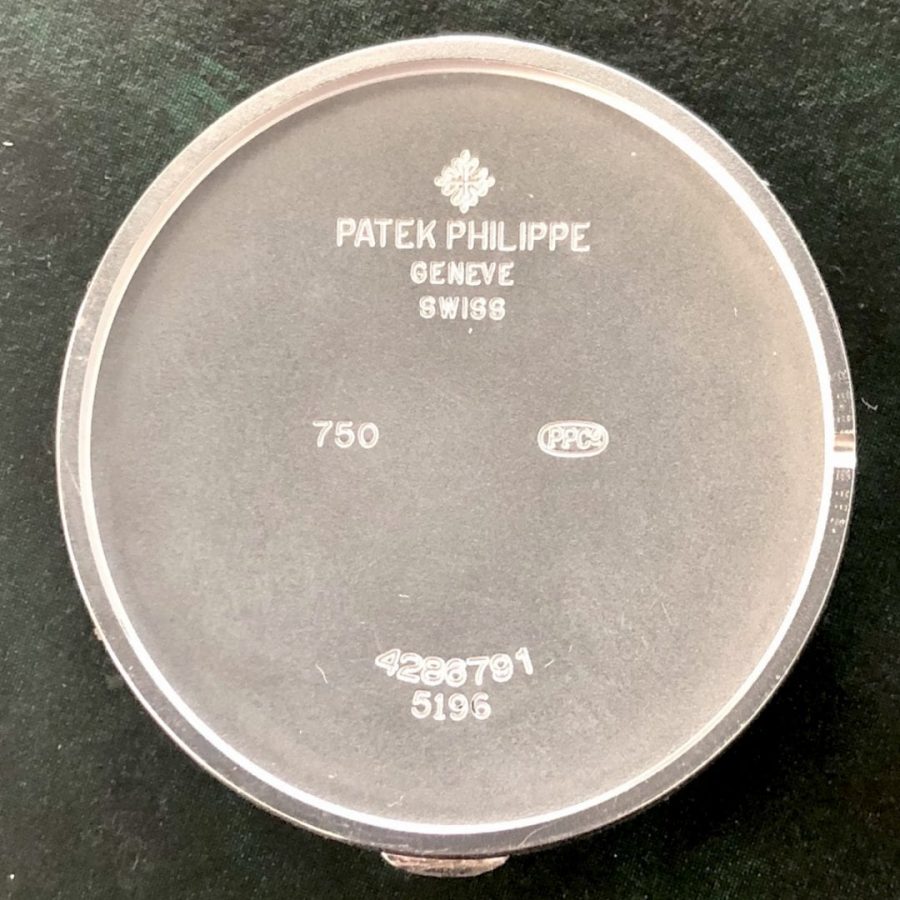 PATEK PHILIPPE
GENEVE
SWISS
750 PPCº
4286791
5196